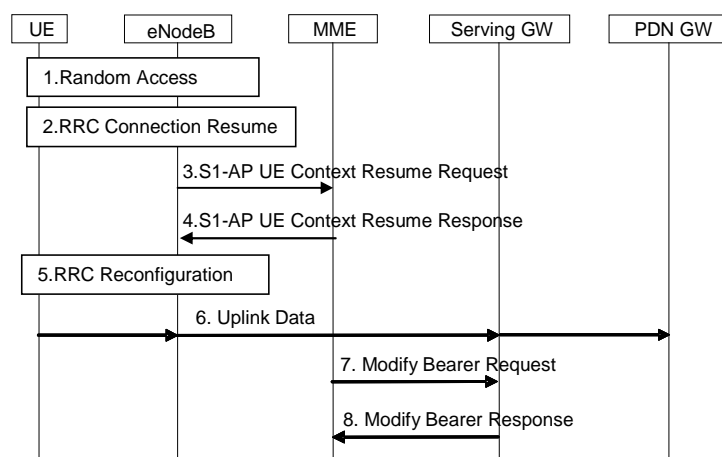 UE
eNodeB
MME
Serving GW
PDN GW
1.Random Access
2.RRC Connection Resume
3.S1-AP UE Context Resume Request
4.S1-AP UE Context Resume Response
5.RRC Reconfiguration
6. Uplink Data
7. Modify Bearer Request
8. Modify Bearer Response